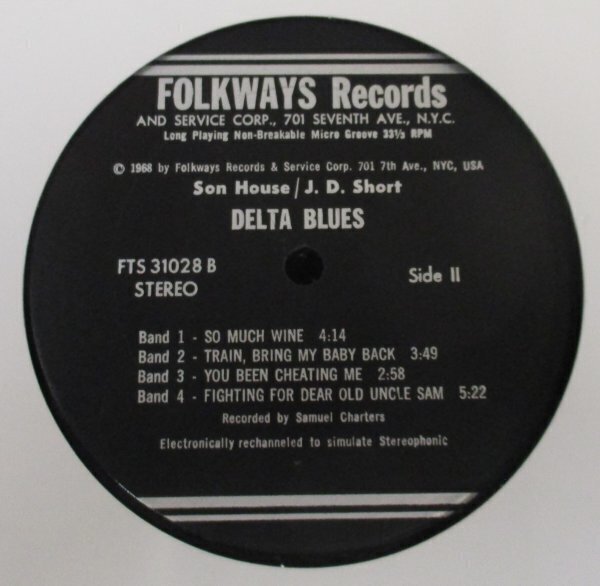 FOLKWAYS Records
AND SERVICE CORP., 701 SEVENTH AVE., N.Y.C.
Long Playing Non-Breakable Micro Groove 33⅓ RPM
© 1968 by Folkways Records & Service Corp. 701 7th Ave., NYC, USA
Son House / J. D. Short
DELTA BLUES
FTS 31028 B
STEREO
Side II
Band 1 - SO MUCH WINE 4:14
Band 2 - TRAIN, BRING MY BABY BACK 3:49
Band 3 - YOU BEEN CHEATING ME 2:58
Band 4 - FIGHTING FOR DEAR OLD UNCLE SAM 5:22
Recorded by Samuel Charters
Electronically rechanneled to simulate Stereophonic